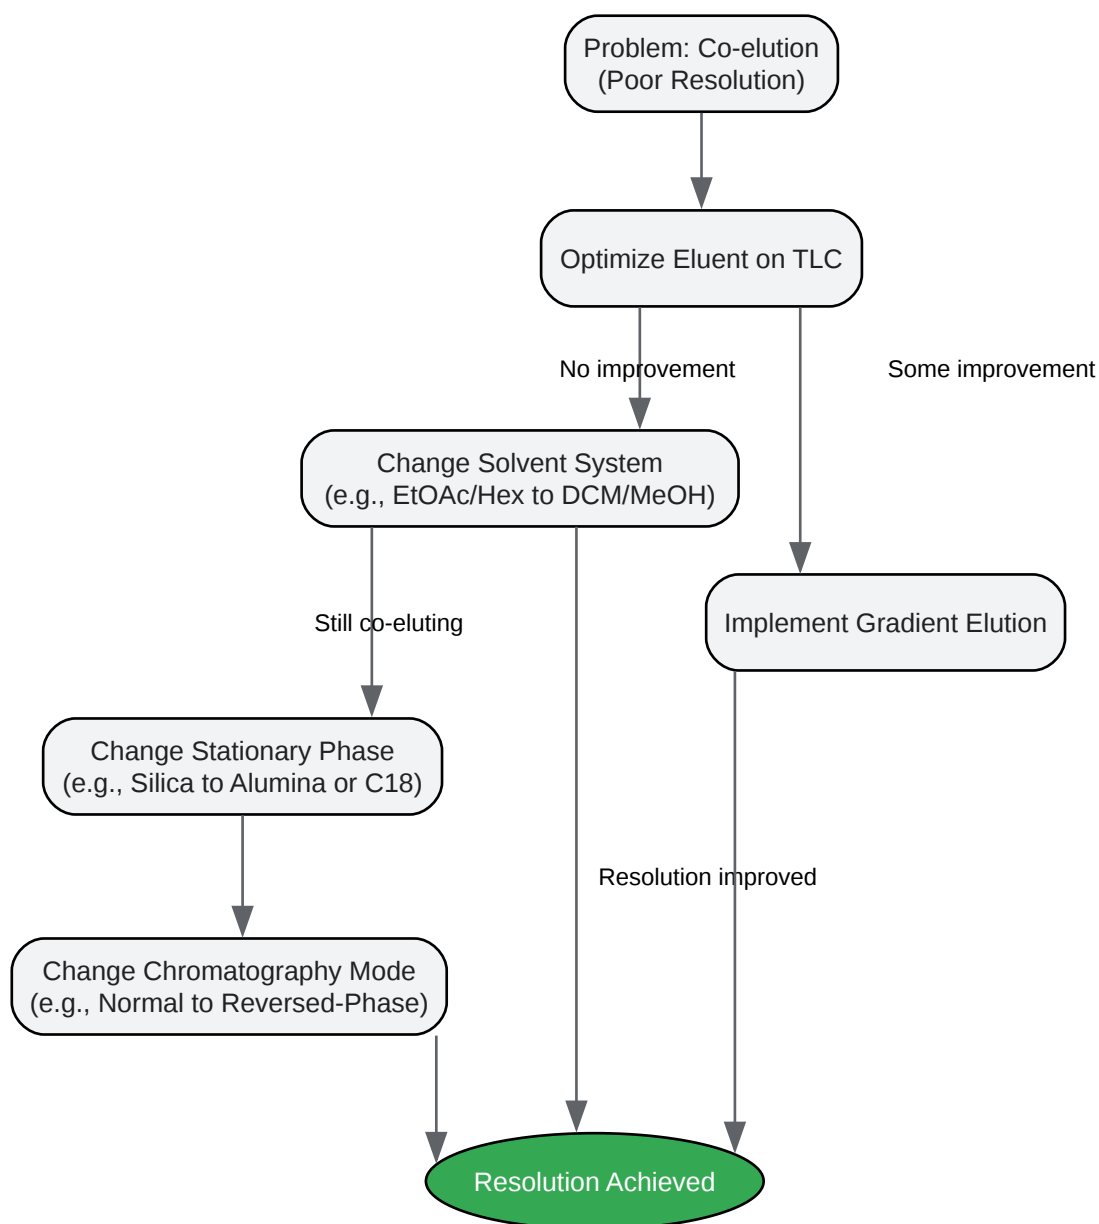 Problem: Co-elution
(Poor Resolution)
Optimize Eluent on TLC
No improvement
Some improvement
Change Solvent System
(e.g., EtOAc/Hex to DCM/MeOH)
Implement Gradient Elution
Still co-eluting
Change Stationary Phase
(e.g., Silica to Alumina or C18)
Resolution improved
Change Chromatography Mode
(e.g., Normal to Reversed-Phase)
Resolution Achieved